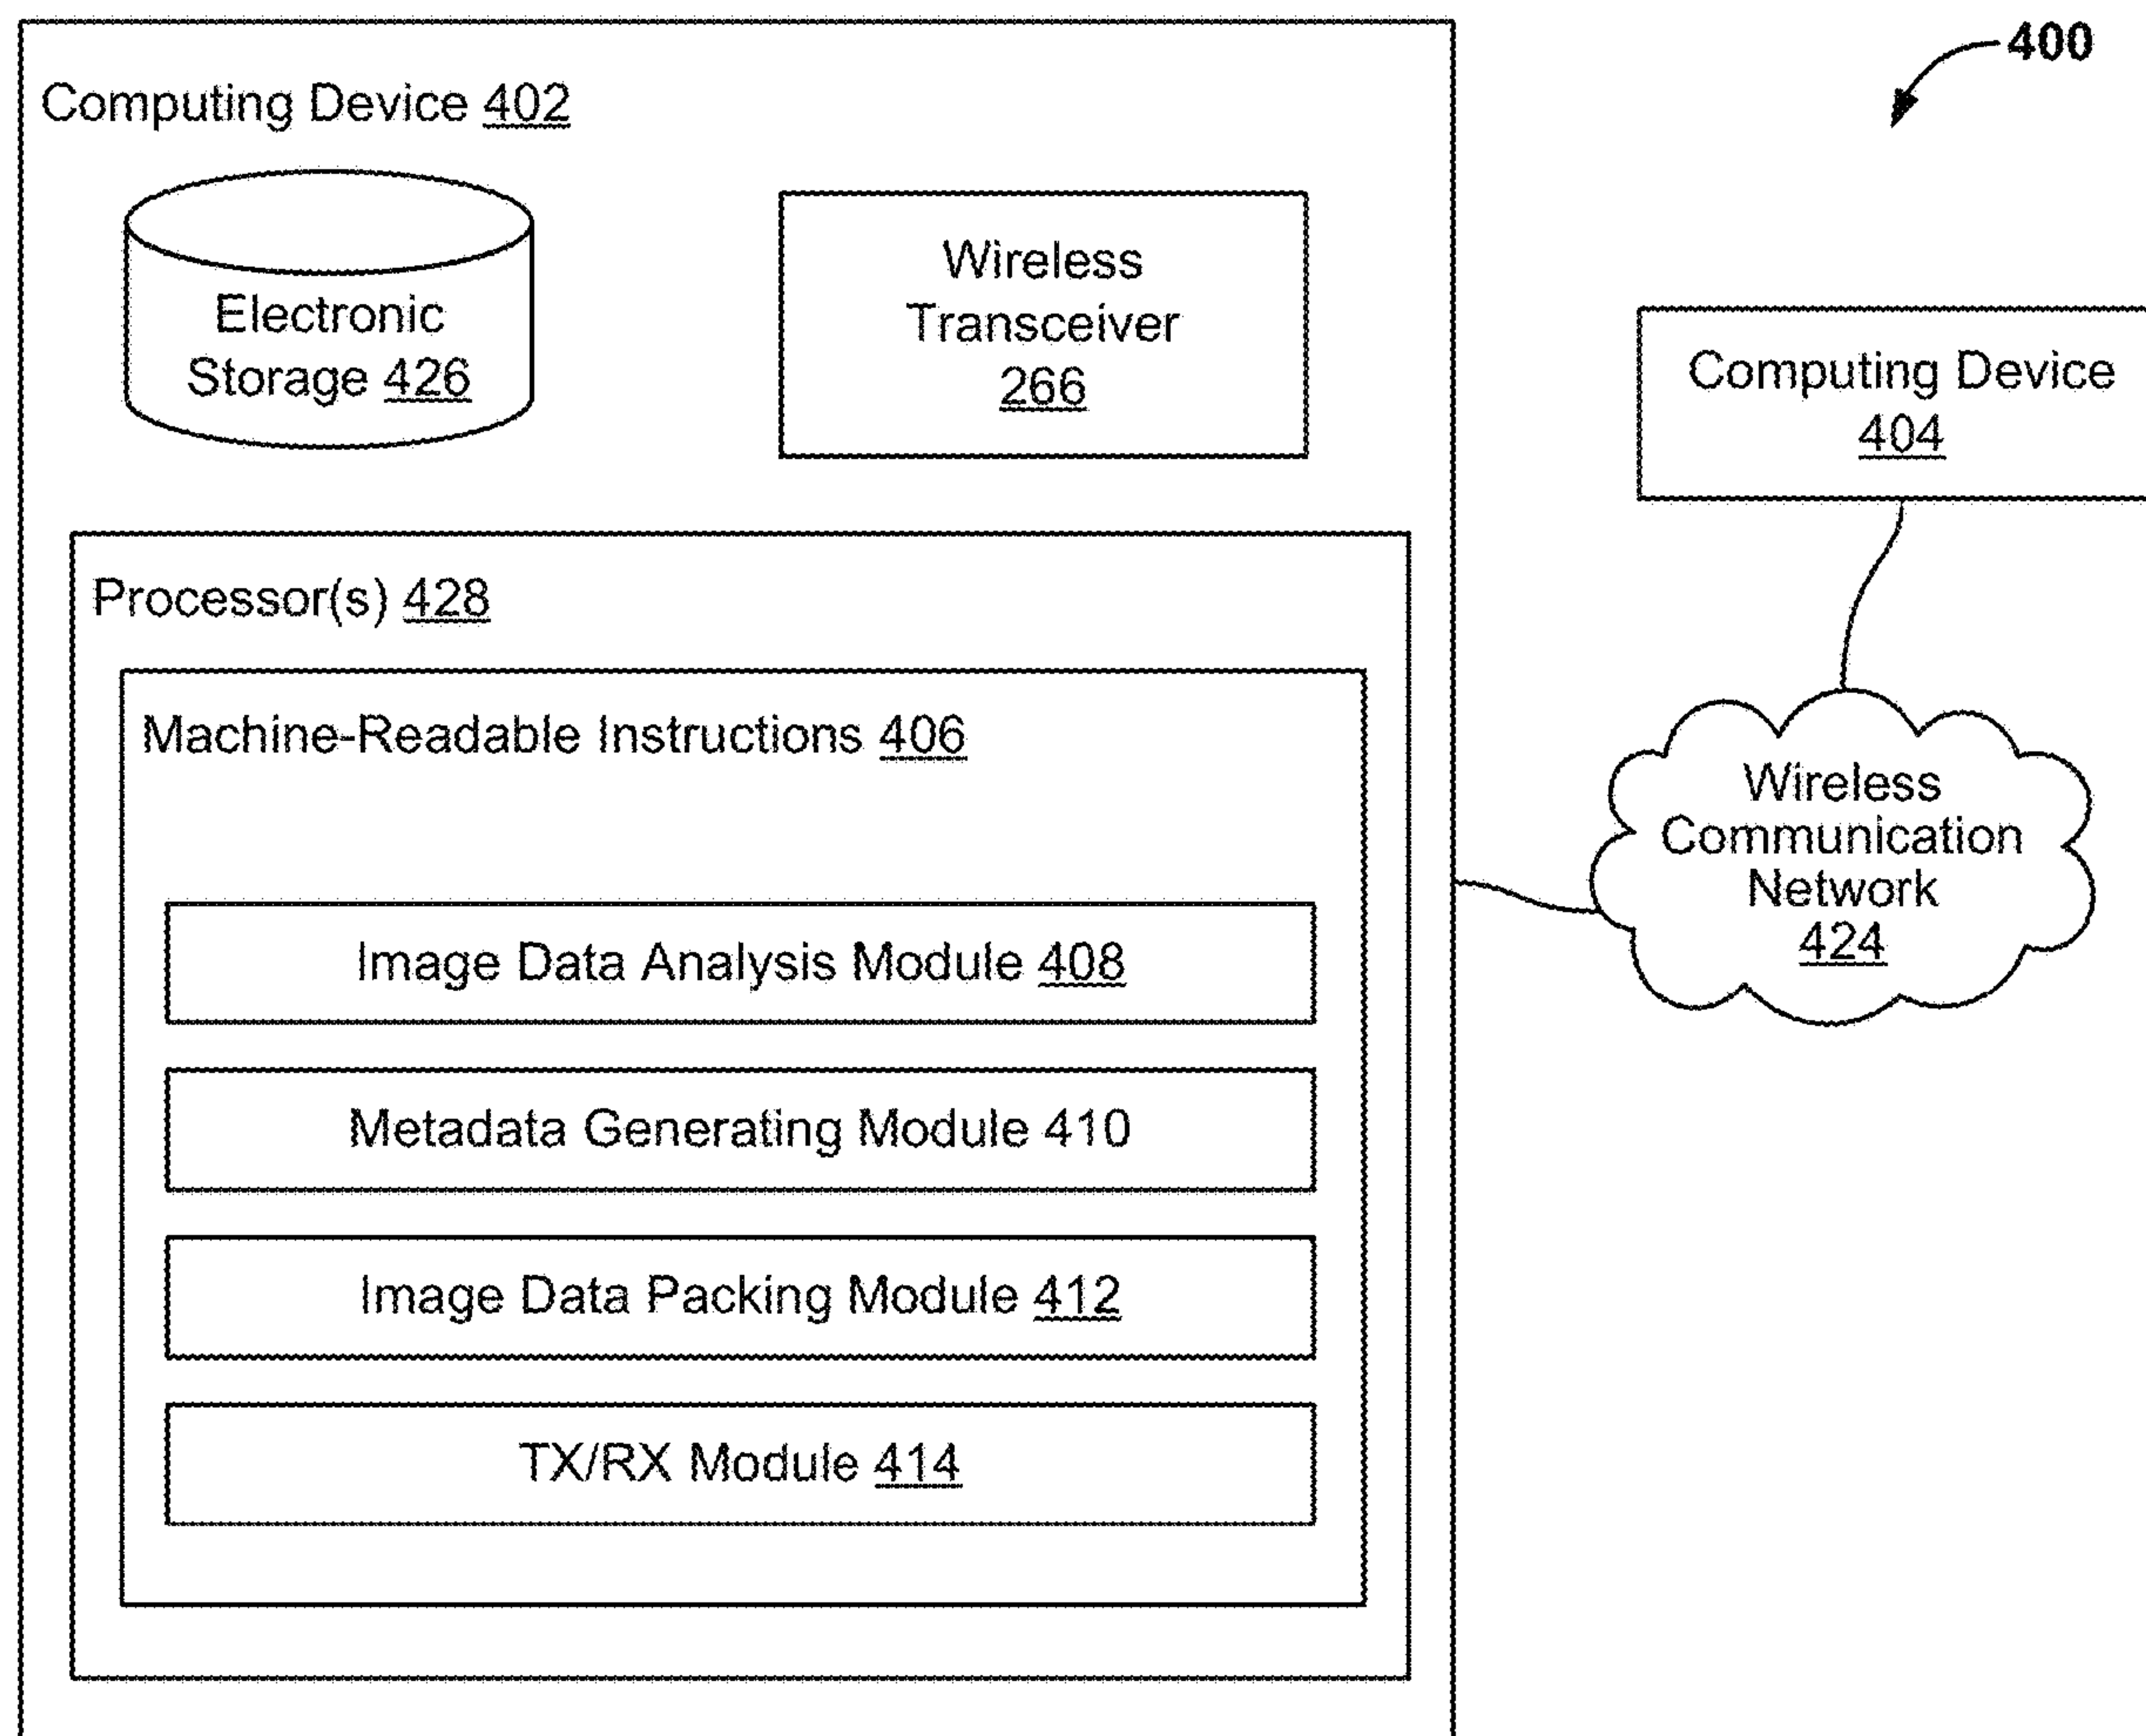 400
Computing Device 402
Electronic
Storage 426
Wireless
Transceiver
266
Computing Device
404
Processor(s) 428
Machine-Readable Instructions 406
Wireless
Communication
Network
424
Image Data Analysis Module 408
Metadata Generating Module 410
Image Data Packing Module 412
TX/RX Module 414